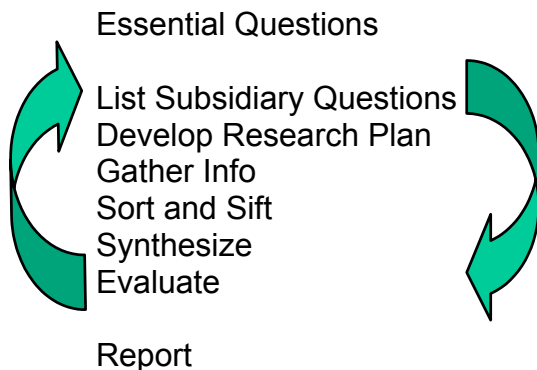 Essential Questions
List Subsidiary Questions
Develop Research Plan
Gather Info
Sort and Sift
Synthesize
Evaluate
Report